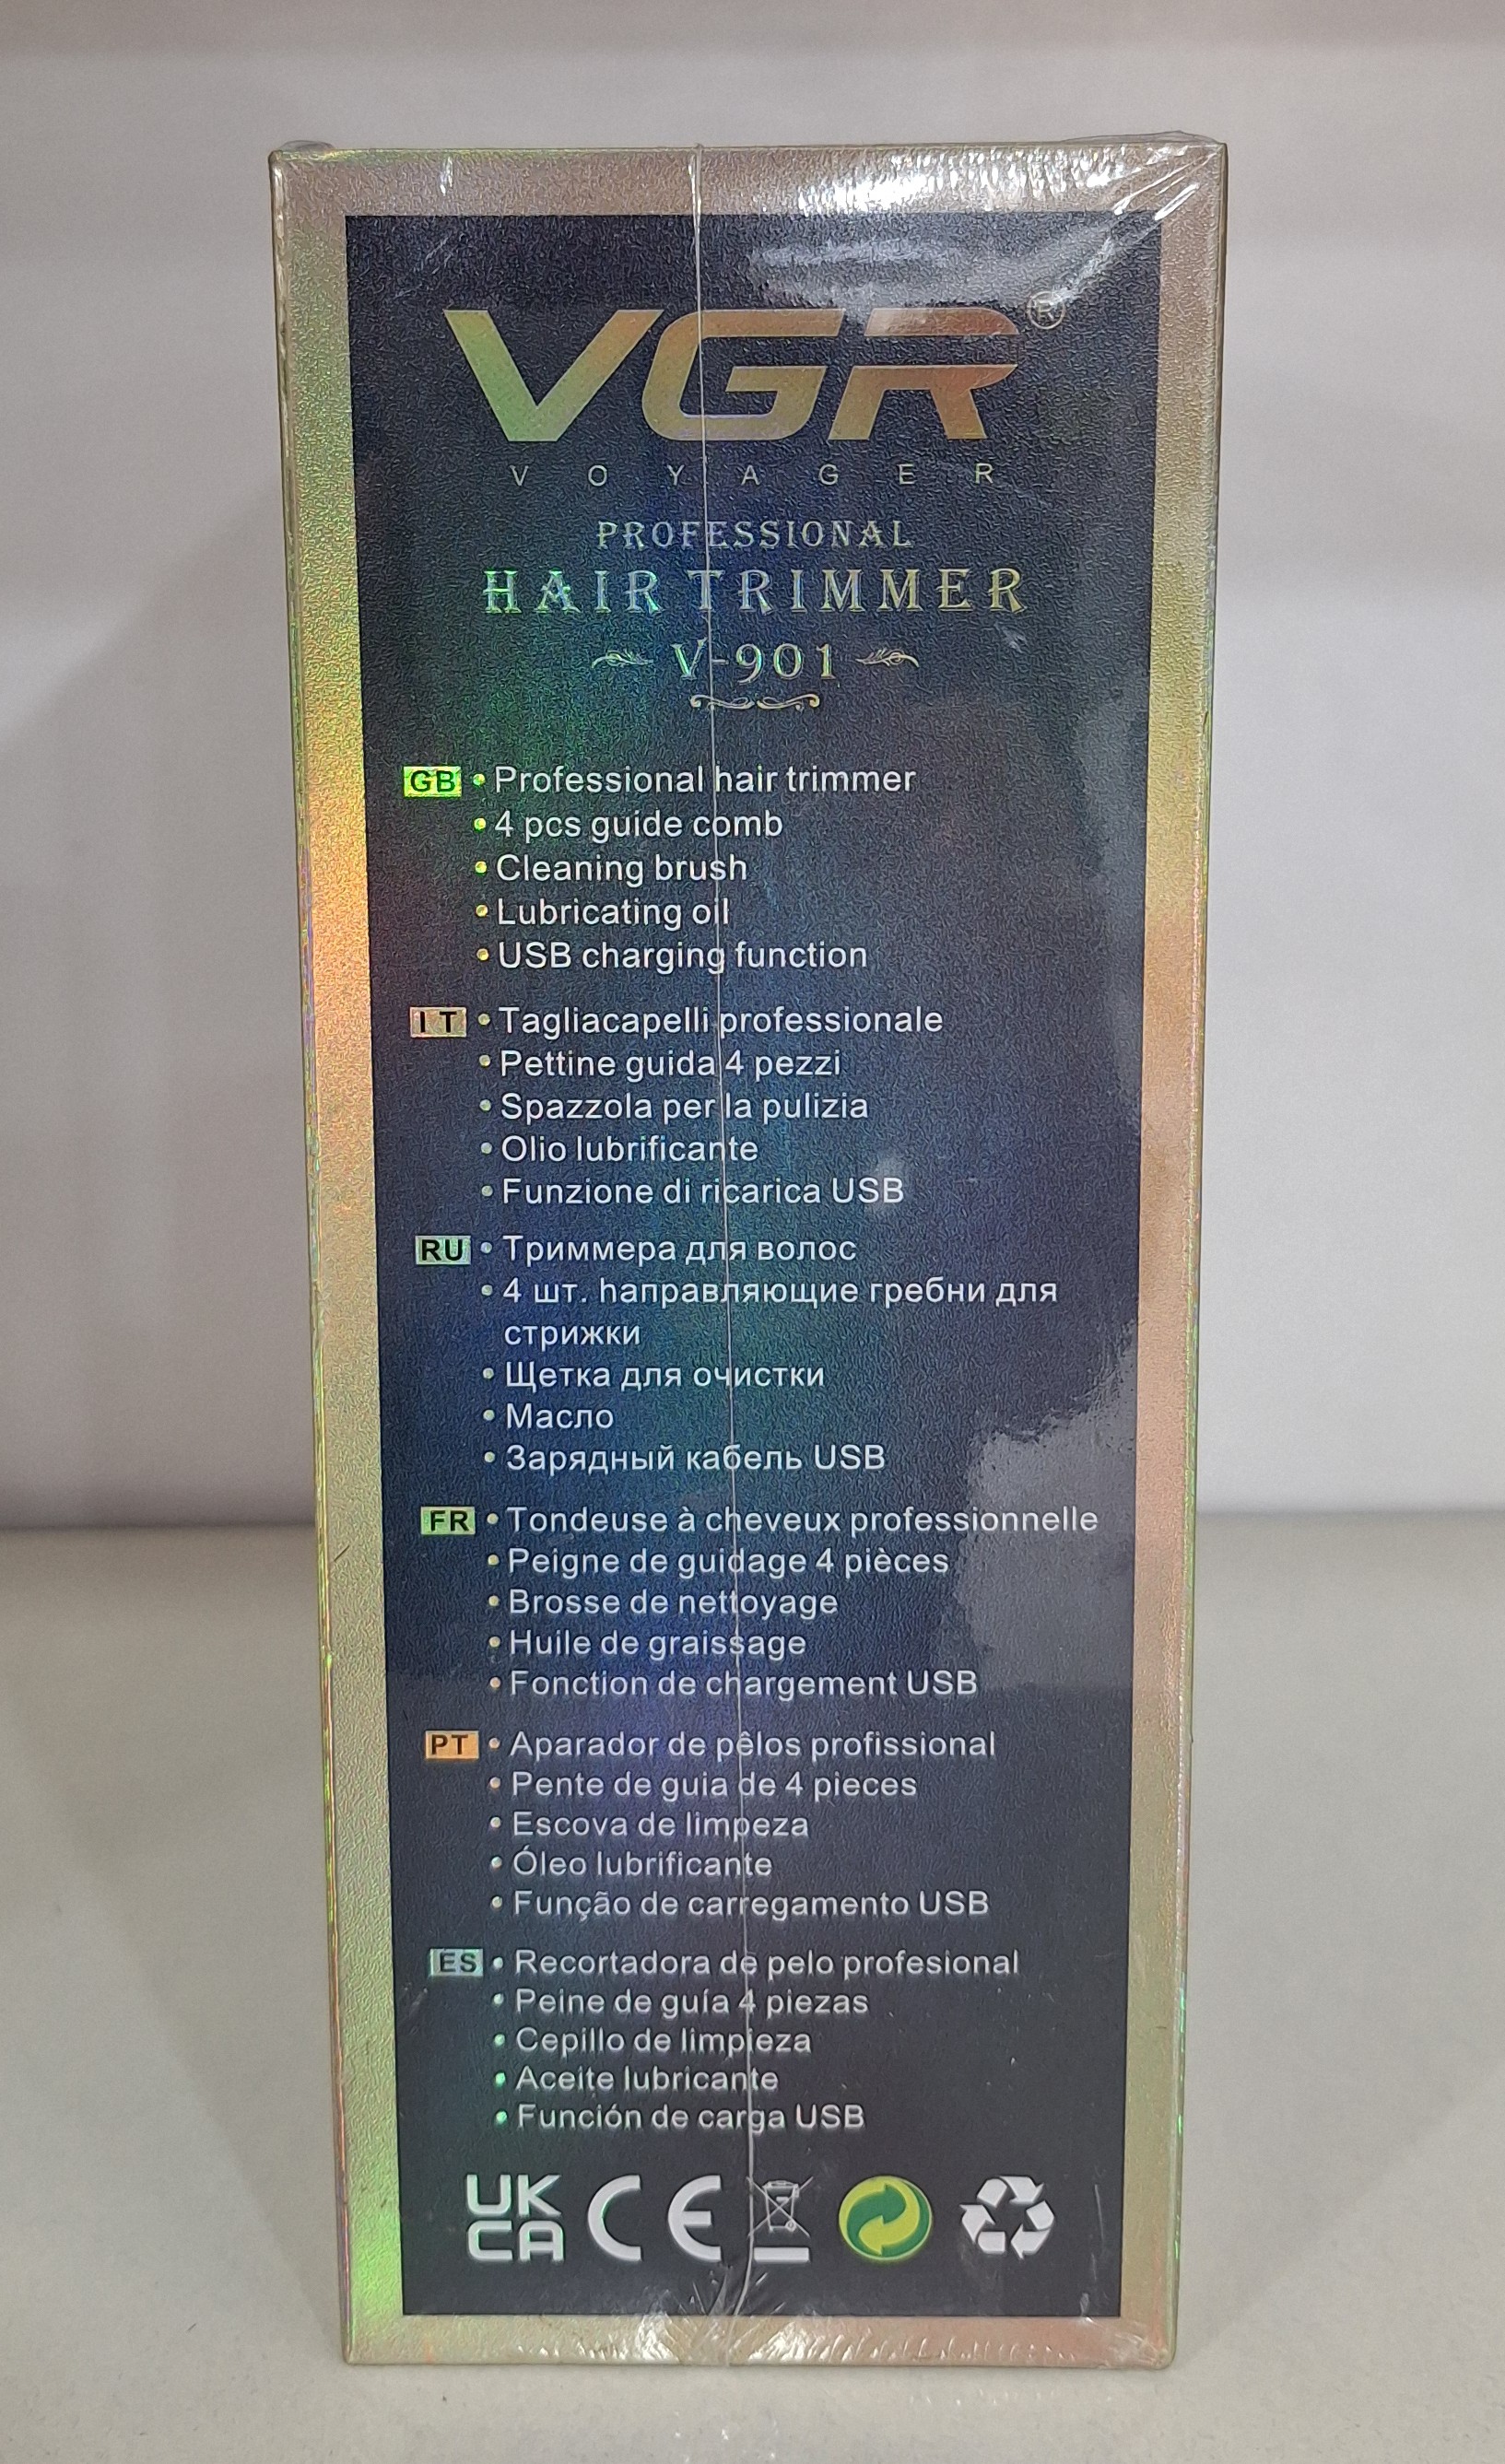 VGR®
VOYAGER
PROFESSIONAL
HAIR TRIMMER
V-901
GB • Professional hair trimmer
• 4 pcs guide comb
• Cleaning brush
• Lubricating oil
• USB charging function
IT • Tagliacapelli professionale
• Pettine guida 4 pezzi
• Spazzola per la pulizia
• Olio lubrificante
• Funzione di ricarica USB
RU • Триммера для волос
• 4 шт. hаправляющие гребни для
стрижки
• Щетка для очистки
• Масло
• Зарядный кабель USB
FR • Tondeuse à cheveux professionnelle
• Peigne de guidage 4 pièces
• Brosse de nettoyage
• Huile de graissage
• Fonction de chargement USB
PT • Aparador de pêlos profissional
• Pente de guia de 4 pieces
• Escova de limpeza
• Óleo lubrificante
• Função de carregamento USB
ES • Recortadora de pelo profesional
• Peine de guía 4 piezas
• Cepillo de limpieza
• Aceite lubricante
• Función de carga USB
UK CE
CA